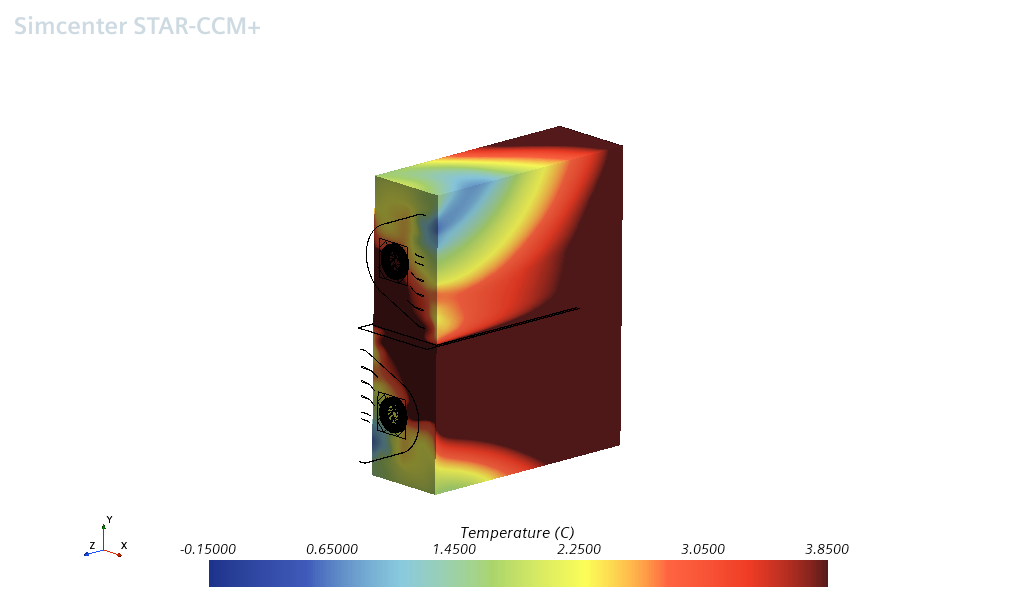 Simcenter STAR-CCM+
Y
Z X
Temperature (C)
-0.15000 0.65000 1.4500 2.2500 3.0500 3.8500